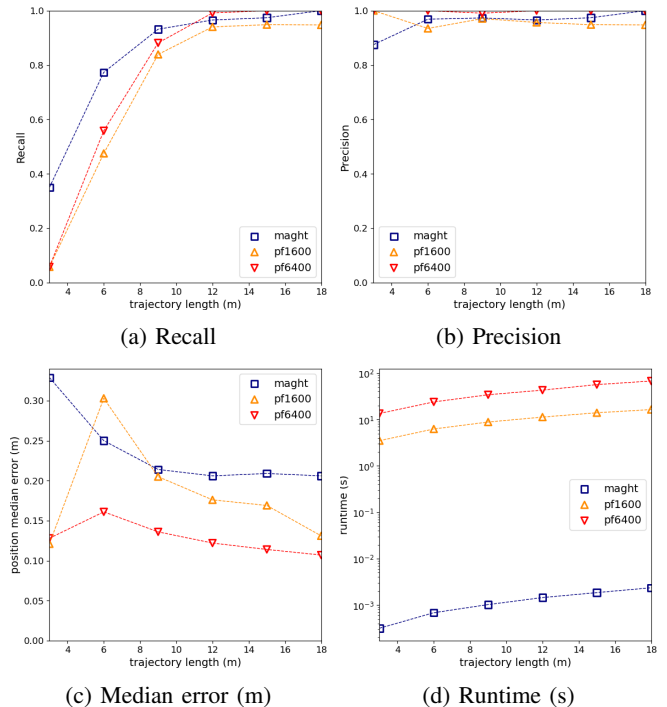 1.0
0.8
0.6
0.4
0.2
0.0
Recall
maght
pf1600
pf6400
4 6 8 10 12 14 16 18
trajectory length (m)
(a) Recall
1.0
0.8
0.6
0.4
0.2
0.0
Precision
maght
pf1600
pf6400
4 6 8 10 12 14 16 18
trajectory length (m)
(b) Precision
0.30
0.25
0.20
0.15
0.10
0.05
0.00
position median error (m)
maght
pf1600
pf6400
4 6 8 10 12 14 16 18
trajectory length (m)
(c) Median error (m)
10²
10¹
10⁰
10⁻¹
10⁻²
10⁻³
runtime (s)
maght
pf1600
pf6400
4 6 8 10 12 14 16 18
trajectory length (m)
(d) Runtime (s)